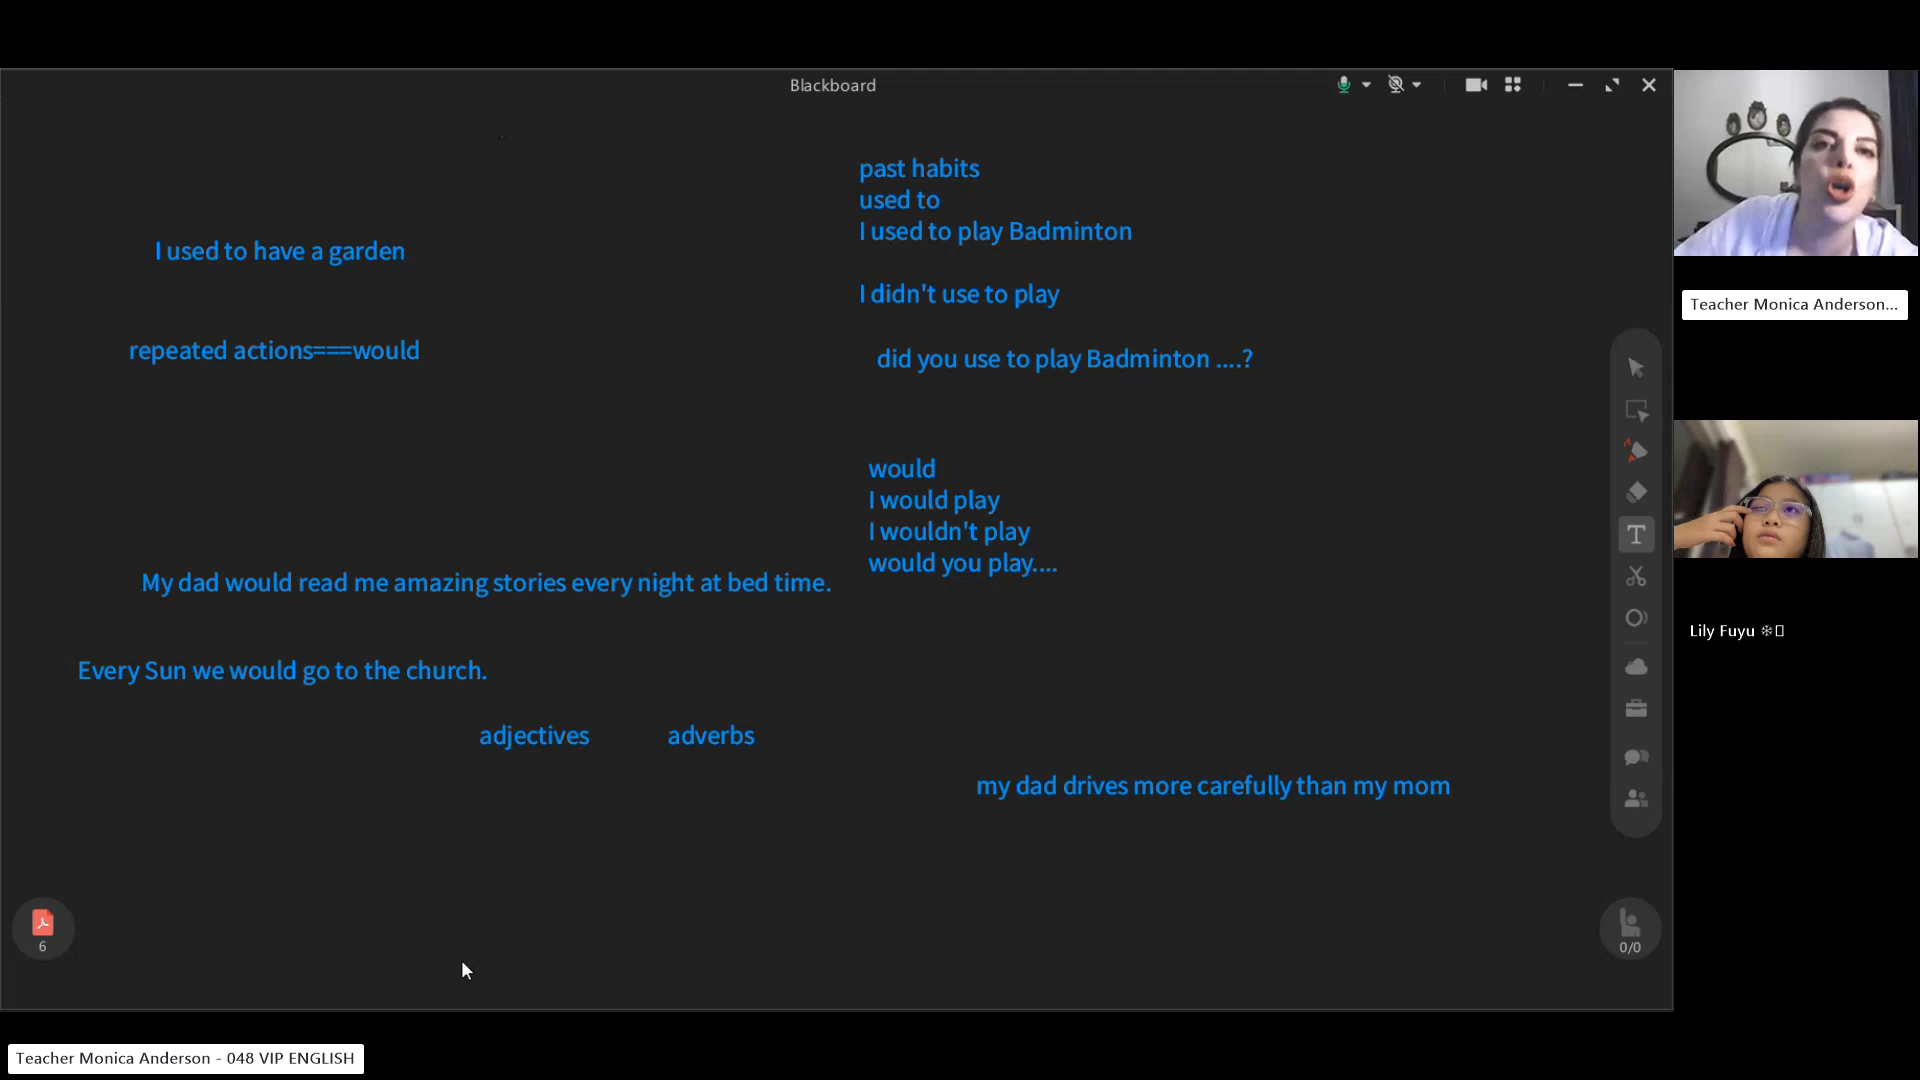 Blackboard
past habits
used to
I used to play Badminton
I used to have a garden
I didn't use to play
repeated actions===would
did you use to play Badminton ....?
would
I would play
I wouldn't play
would you play....
My dad would read me amazing stories every night at bed time.
Every Sun we would go to the church.
adjectives adverbs
my dad drives more carefully than my mom
6
0/0
Teacher Monica Anderson...
Lily Fuyu ❄
Teacher Monica Anderson - 048 VIP ENGLISH